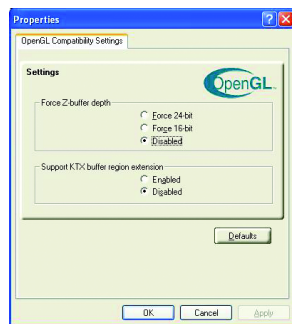 Properties
OpenGL Compatibility Settings
Settings
OpenGL
Force Z-buffer depth
Force 24-bit
Force 16-bit
Disabled
Support KTX buffer region extension
Enabled
Disabled
Defaults
OK
Cancel
Apply